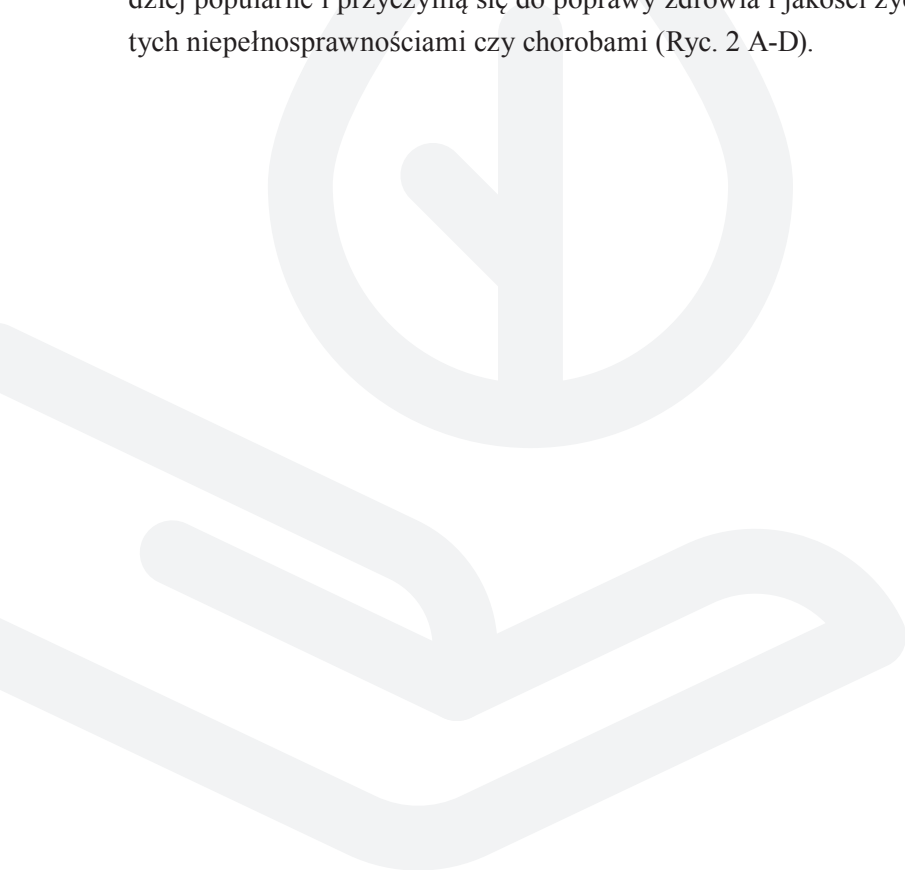 dziej popularne i przyczynią się do poprawy zdrowia i jakości
tych niepełnosprawnościami czy chorobami (Ryc. 2 A-D).